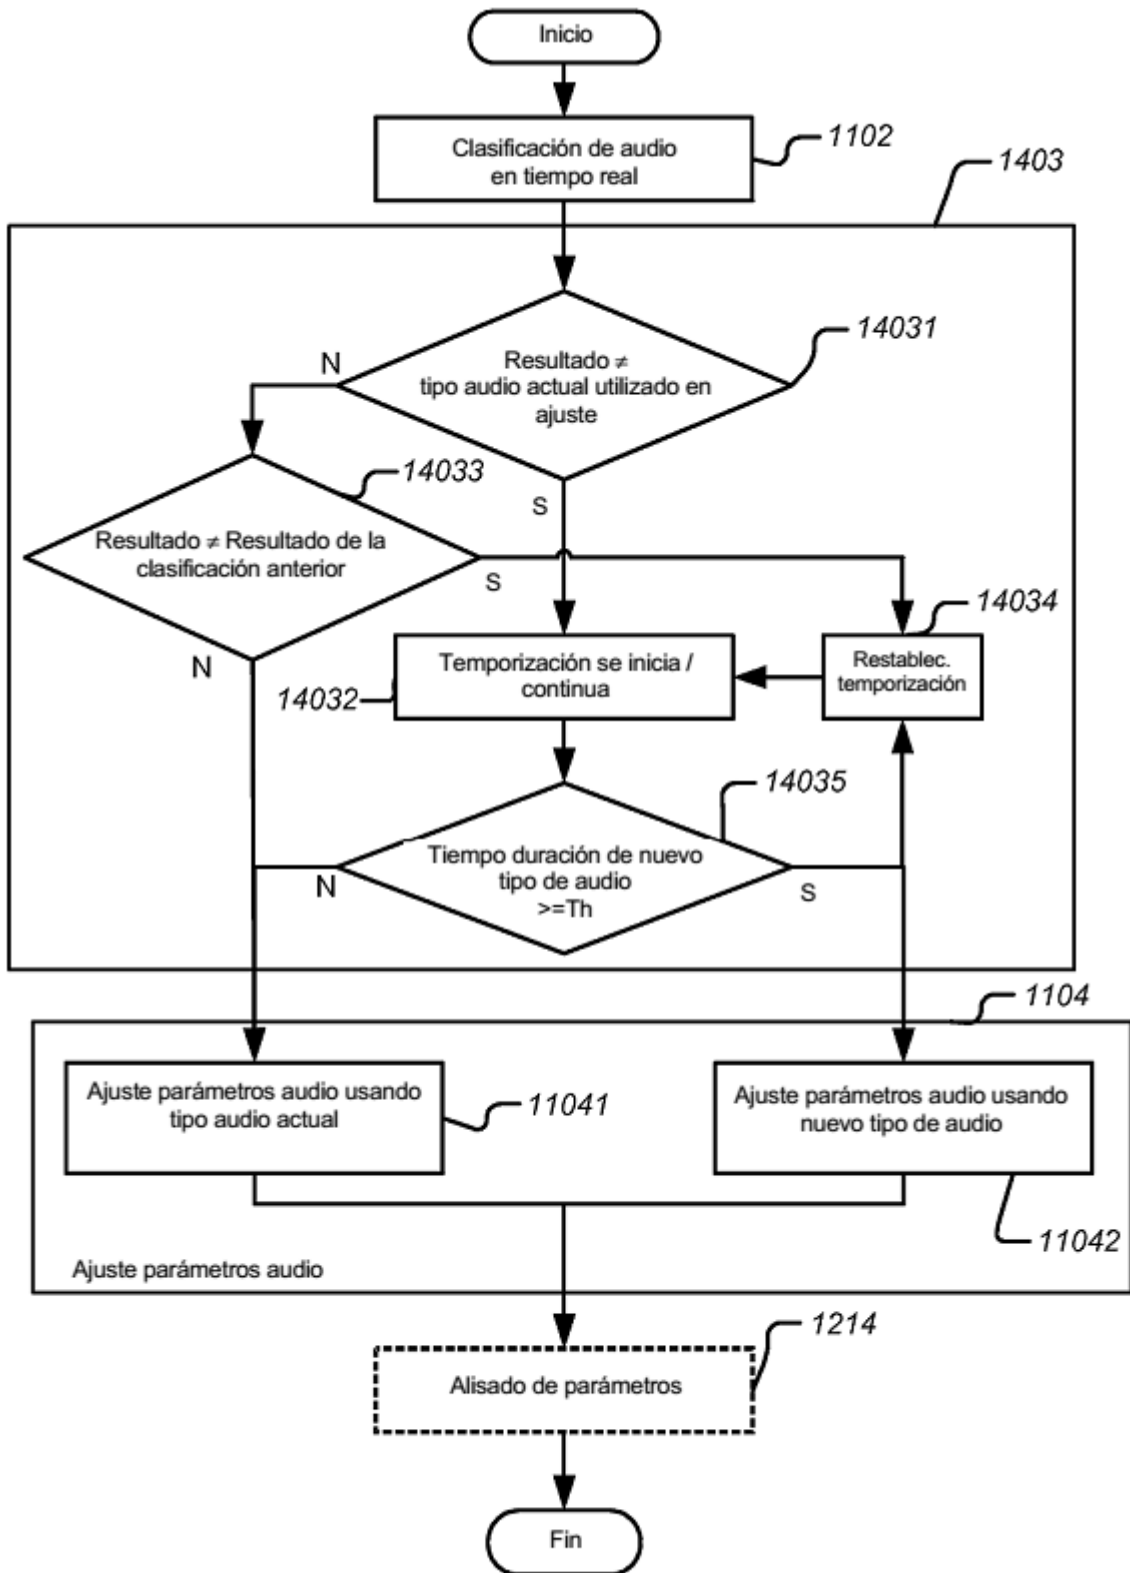 Inicio
Clasificación de audio
en tiempo real
1102
1403
Resultado ≠
tipo audio actual utilizado en
ajuste
14031
N
S
14033
Resultado ≠ Resultado de la
clasificación anterior
S
N
14034
Restablec.
temporización
Temporización se inicia /
continua
14032
14035
Tiempo duración de nuevo
tipo de audio
>=Th
N
S
1104
Ajuste parámetros audio usando
tipo audio actual
11041
Ajuste parámetros audio usando
nuevo tipo de audio
11042
Ajuste parámetros audio
1214
Alisado de parámetros
Fin